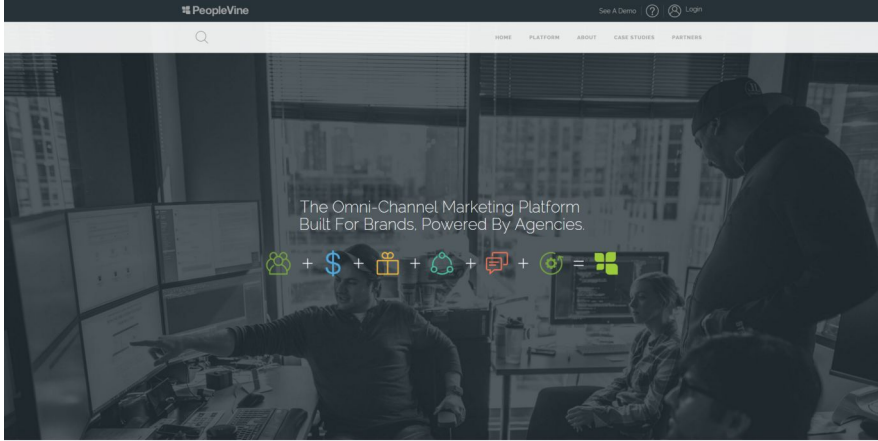 PeopleVine
See A Demo ? Login
HOME PLATFORM ABOUT CASE STUDIES PARTNERS
The Omni-Channel Marketing Platform
Built For Brands, Powered By Agencies.
+ $ + + + + =